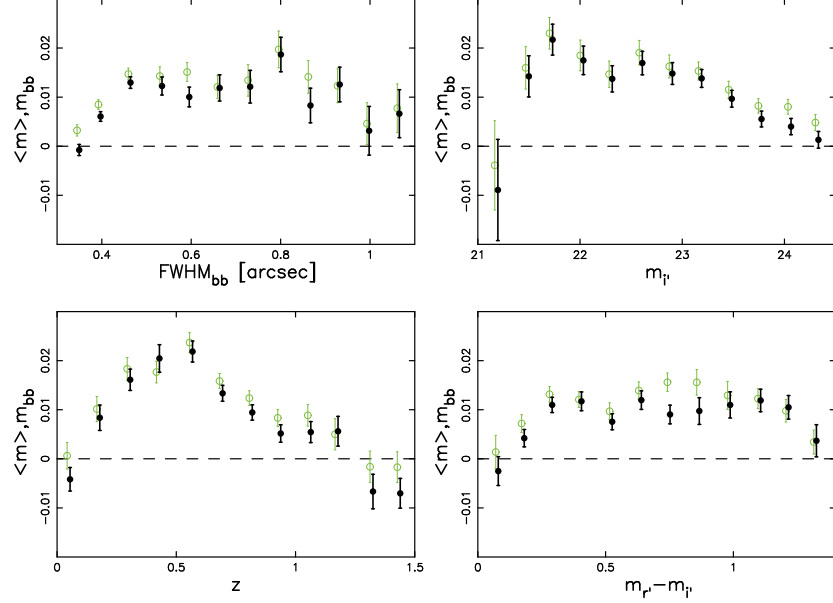 <m>,m_bb
0.02
0.01
0
-0.01
0.4 0.6 0.8 1
FWHM_bb [arcsec]
<m>,m_bb
0.02
0.01
0
-0.01
21 22 23 24
m_i'
<m>,m_bb
0.02
0.01
0
-0.01
0 0.5 1 1.5
z
<m>,m_bb
0.02
0.01
0
-0.01
0 0.5 1
m_r'-m_i'